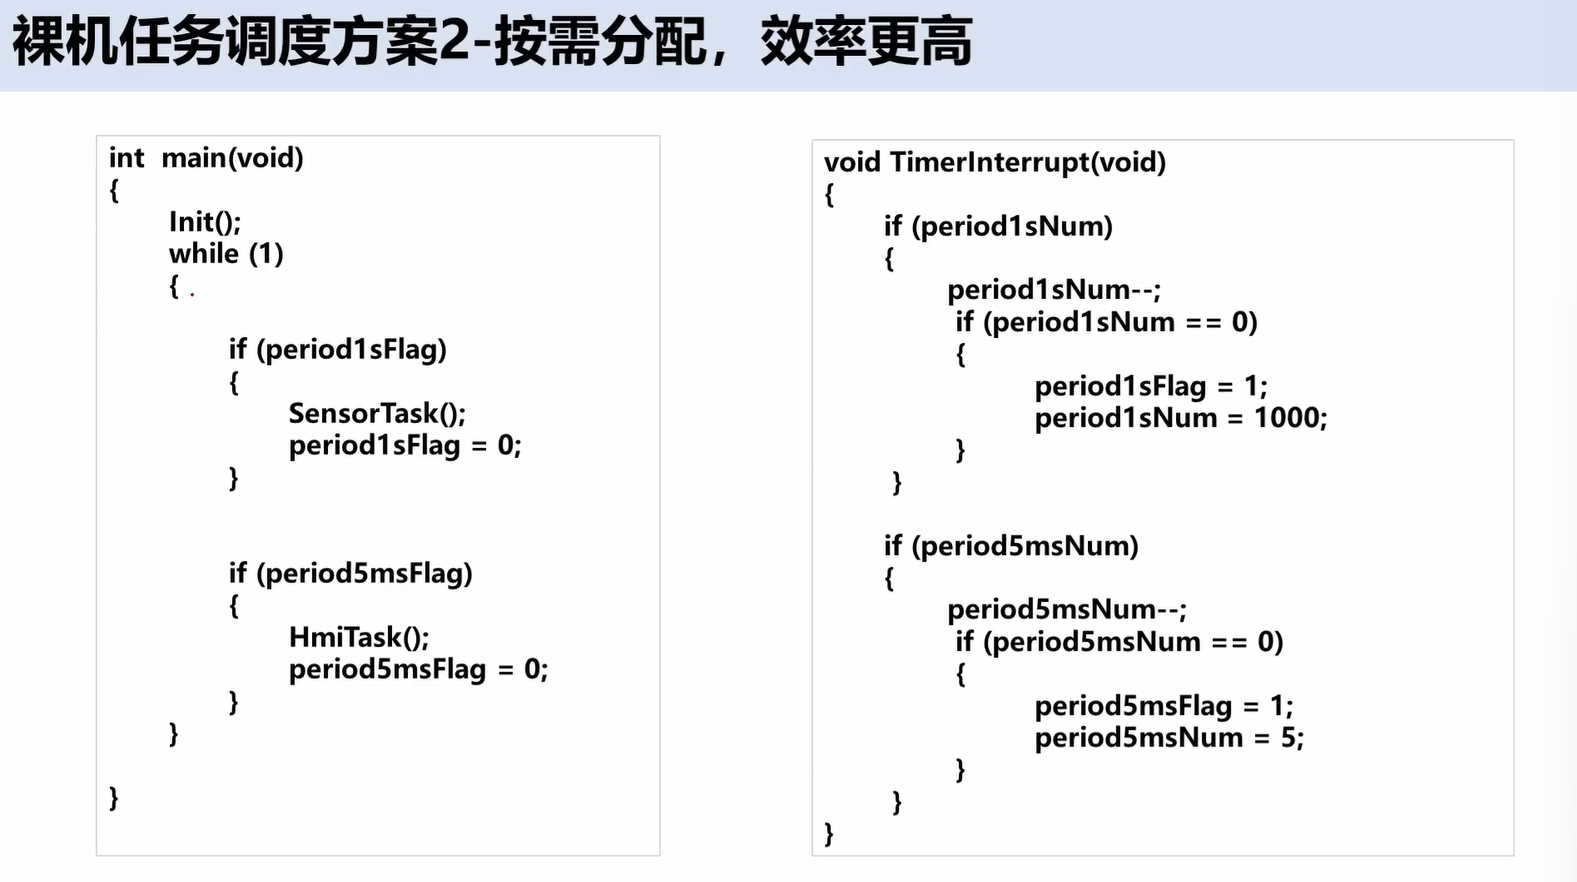 裸机任务调度方案2-按需分配，效率更高
int  main(void)
{
Init();
while (1)
{
if (period1sFlag)
{
SensorTask();
period1sFlag = 0;
}
if (period5msFlag)
{
HmiTask();
period5msFlag = 0;
}
}
}
void TimerInterrupt(void)
{
if (period1sNum)
{
period1sNum--;
if (period1sNum == 0)
{
period1sFlag = 1;
period1sNum = 1000;
}
}
if (period5msNum)
{
period5msNum--;
if (period5msNum == 0)
{
period5msFlag = 1;
period5msNum = 5;
}
}
}